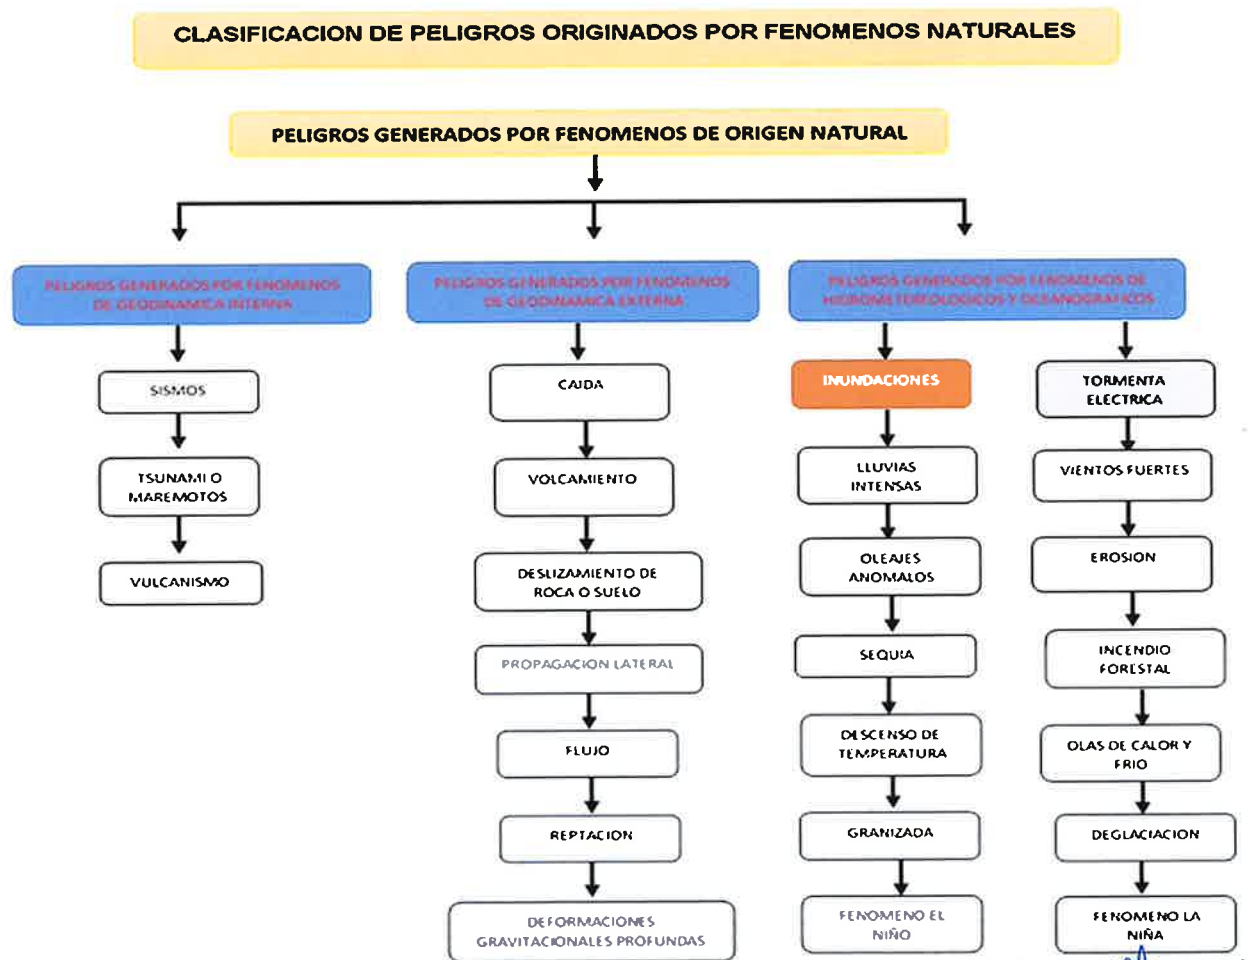 CLASIFICACION DE PELIGROS ORIGINADOS POR FENOMENOS NATURALES
PELIGROS GENERADOS POR FENOMENOS DE ORIGEN NATURAL
PELIGROS GENERADOS POR FENOMENOS
DE GEODINAMICA INTERNA
SISMOS
TSUNAMI O
MAREMOTOS
VULCANISMO
PELIGROS GENERADOS POR FENOMENOS
DE GEODINAMICA EXTERNA
CAIDA
VOLCAMIENTO
DESLIZAMIENTO DE
ROCA O SUELO
PROPAGACION LATERAL
FLUJO
REPTACION
DEFORMACIONES
GRAVITACIONALES PROFUNDAS
PELIGROS GENERADOS POR FENOMENOS DE
HIDROMETEREOLOGICOS Y OCEANOGRAFICOS
INUNDACIONES
LLUVIAS
INTENSAS
OLEAJES
ANOMALOS
SEQUIA
DESCENSO DE
TEMPERATURA
GRANIZADA
FENOMENO EL
NIÑO
TORMENTA
ELECTRICA
VIENTOS FUERTES
EROSION
INCENDIO
FORESTAL
OLAS DE CALOR Y
FRIO
DEGLACIACION
FENOMENO LA
NIÑA